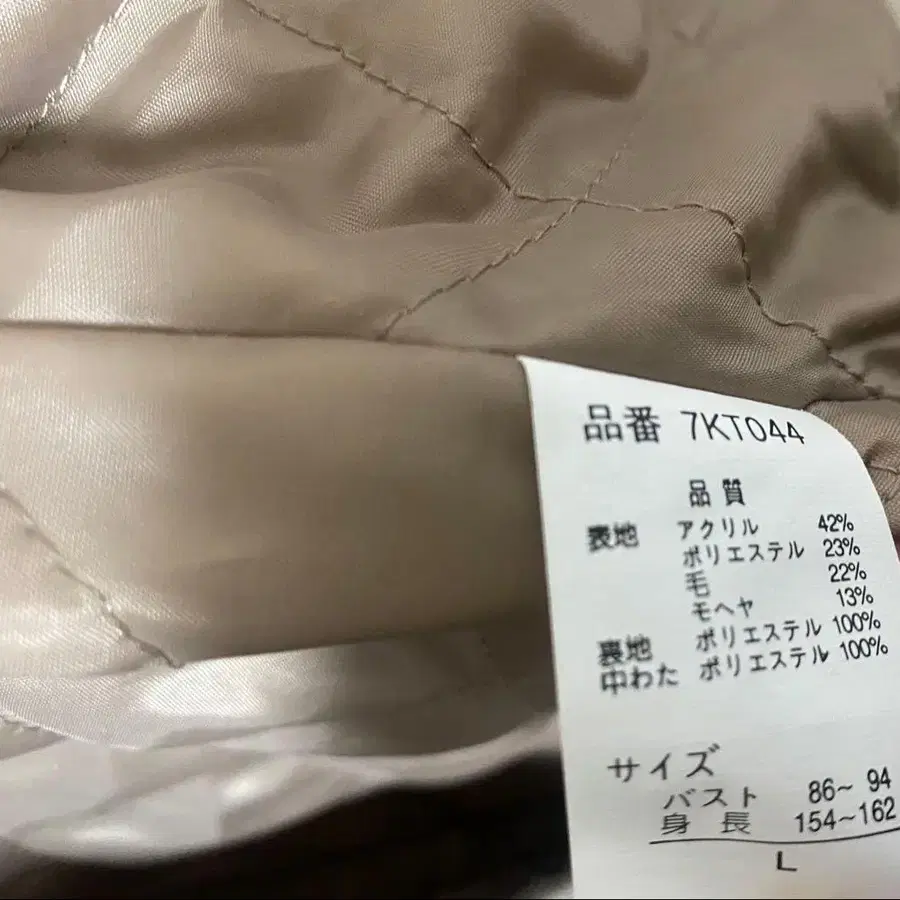 品番 7KT044
品質
表地 アクリル 42%
ポリエステル 23%
毛 22%
モヘヤ 13%
裏地 ポリエステル 100%
中わた ポリエステル 100%
サイズ
バスト 86~ 94
身長 154~162
L